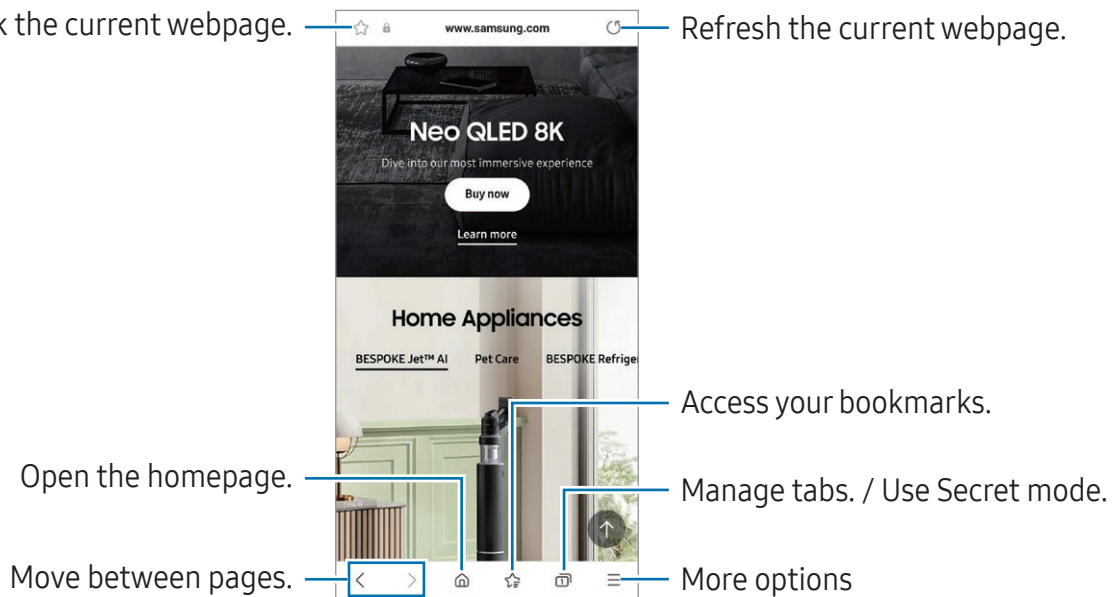 the current webpage.
www.samsung.com
Refresh the current webpage.
Neo QLED 8K
Dive into our most immersive experience
Buy now
Learn more
Home Appliances
BESPOKE Jet™ AI Pet Care BESPOKE Refrige
Access your bookmarks.
Open the homepage.
Manage tabs. / Use Secret mode.
Move between pages.
1
More options